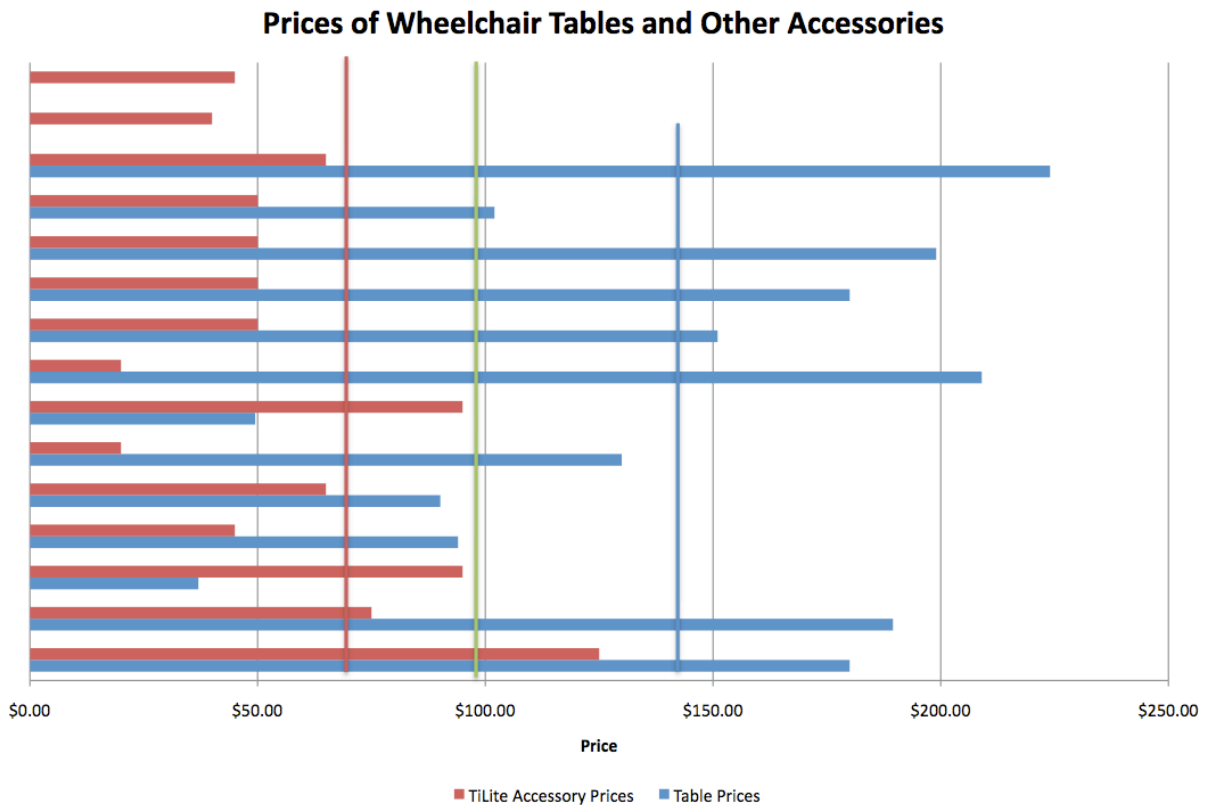 Prices of Wheelchair Tables and Other Accessories
$0.00 $50.00 $100.00 $150.00 $200.00 $250.00
Price
TiLite Accessory Prices Table Prices